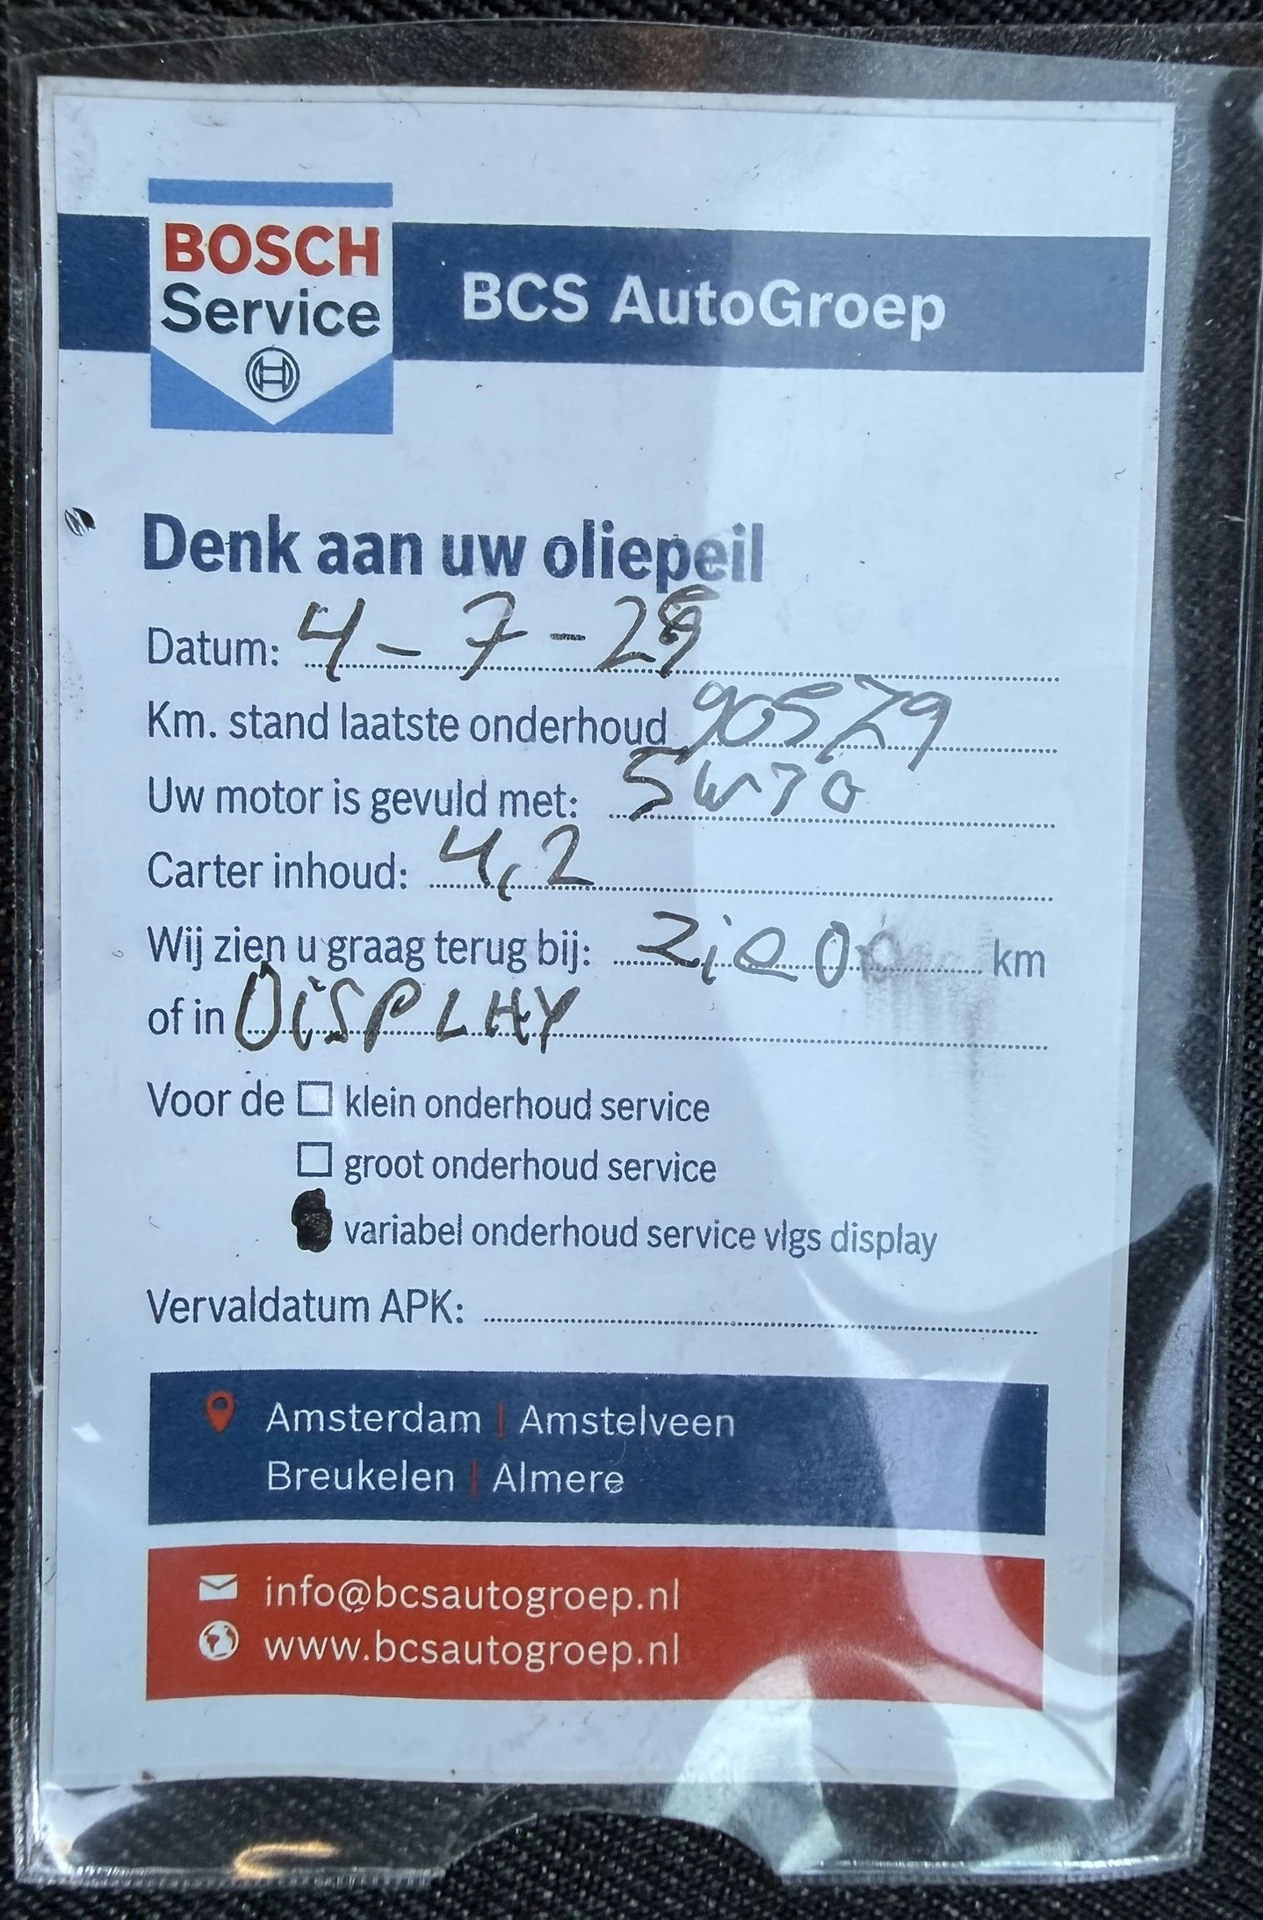 BOSCH
Service
BCS AutoGroep
Denk aan uw oliepeil
Datum: 4-7-
Km. stand laatste onderhoud 90579
Uw motor is gevuld met: 5W30
Carter inhoud: 4,2
Wij zien u graag terug bij: km
of in DiSPLAY
Voor de klein onderhoud service
groot onderhoud service
variabel onderhoud service vlgs display
Vervaldatum APK:
Amsterdam | Amstelveen
Breukelen | Almere
info@bcsautogroep.nl
www.bcsautogroep.nl